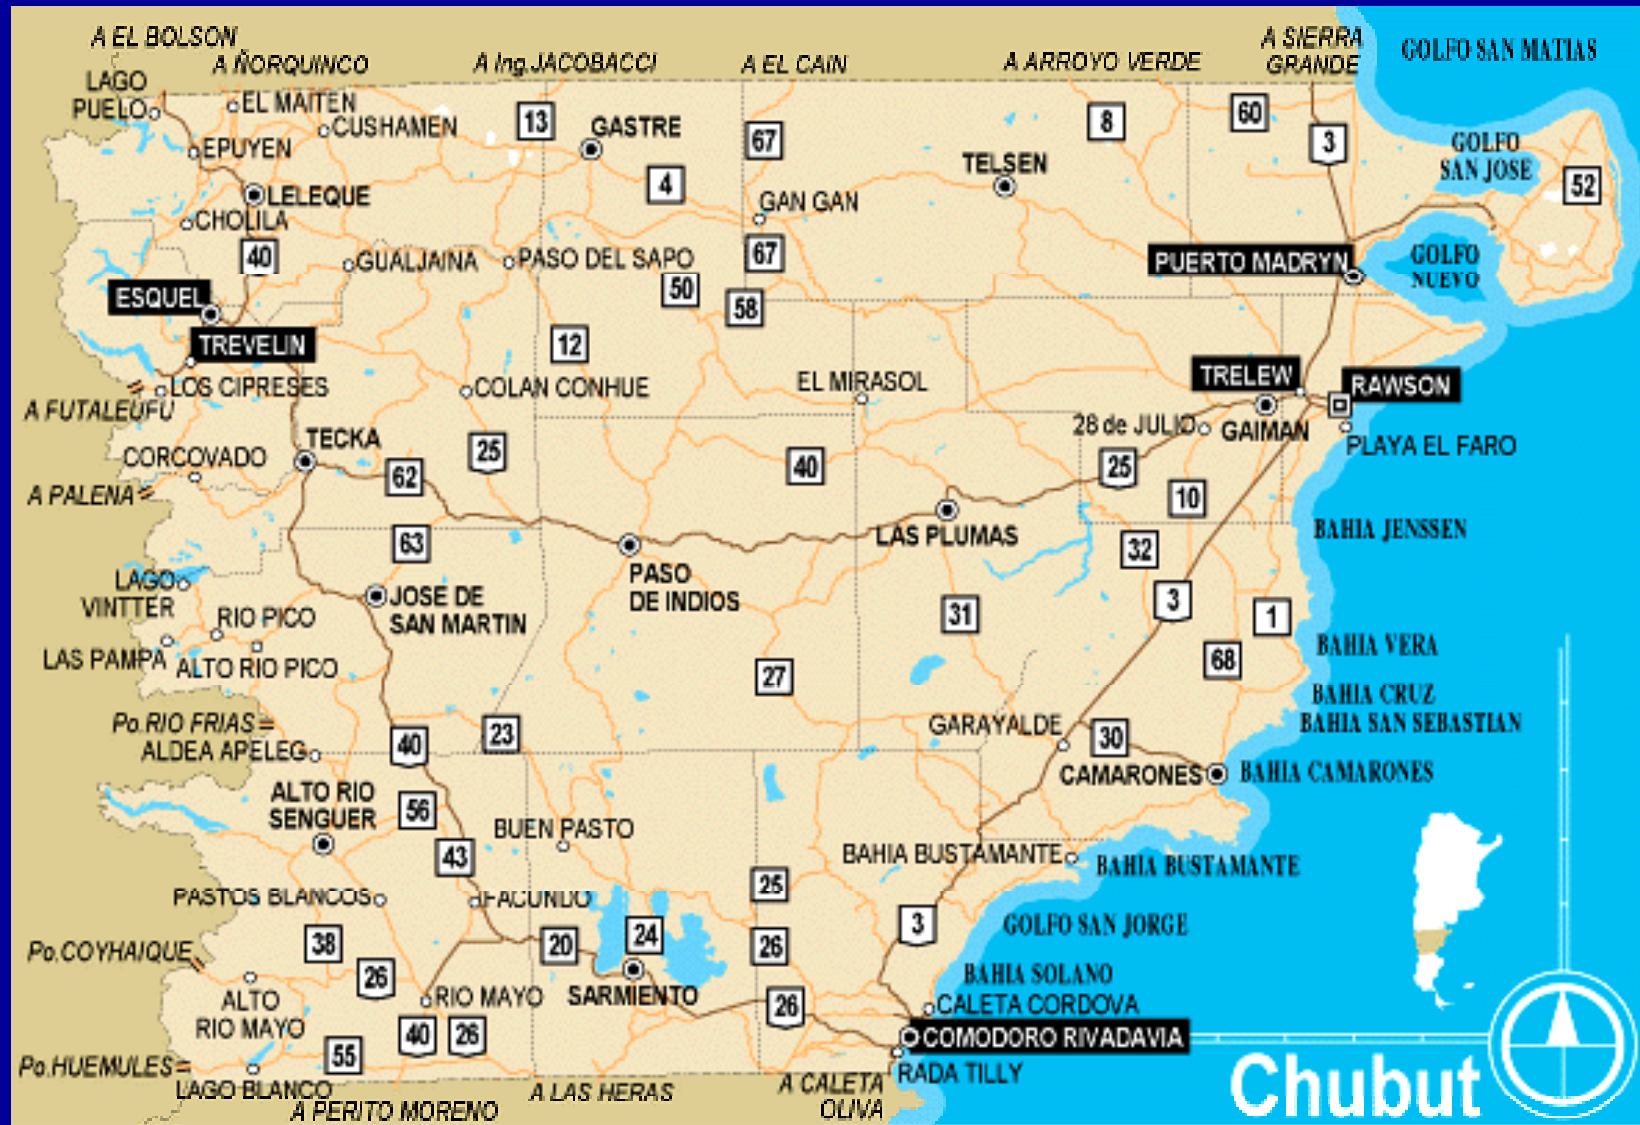 A EL BOLSON
A ÑORQUINCO
A Ing.JACOBACCI
A EL CAIN
A ARROYO VERDE
A SIERRA
GRANDE
GOLFO SAN MATIAS
LAGO
PUELO
EL MAITEN
CUSHAMEN
13
GASTRE
67
8
60
3
GOLFO
SAN JOSE
52
EPUYEN
LELEQUE
4
TELSEN
CHOLILA
GAN GAN
40
GUALJAINA
PASO DEL SAPO
67
PUERTO MADRYN
GOLFO
NUEVO
ESQUEL
50
58
TREVELIN
12
LOS CIPRESES
COLAN CONHUE
EL MIRASOL
TRELEW
RAWSON
A FUTALEUFU
28 de JULIO
GAIMAN
PLAYA EL FARO
TECKA
25
CORCOVADO
62
40
25
10
A PALENA
LAS PLUMAS
BAHIA JENSSEN
63
32
PASO
DE INDIOS
LAGO
VINTTER
JOSE DE
SAN MARTIN
RIO PICO
31
3
1
LAS PAMPA
ALTO RIO PICO
27
68
BAHIA VERA
BAHIA CRUZ
BAHIA SAN SEBASTIAN
Po.RIO FRIAS
ALDEA APELEG
40
23
GARAYALDE
30
CAMARONES
BAHIA CAMARONES
ALTO RIO
SENGUER
56
BUEN PASTO
43
BAHIA BUSTAMANTE
BAHIA BUSTAMANTE
PASTOS BLANCOS
FACUNDO
25
3
GOLFO SAN JORGE
Po.COYHAIQUE
38
20
24
26
26
BAHIA SOLANO
ALTO
RIO MAYO
RIO MAYO
SARMIENTO
26
CALETA CORDOVA
40
26
COMODORO RIVADAVIA
55
Po.HUEMULES
LAGO BLANCO
RADA TILLY
A PERITO MORENO
A LAS HERAS
A CALETA
OLIVA
Chubut